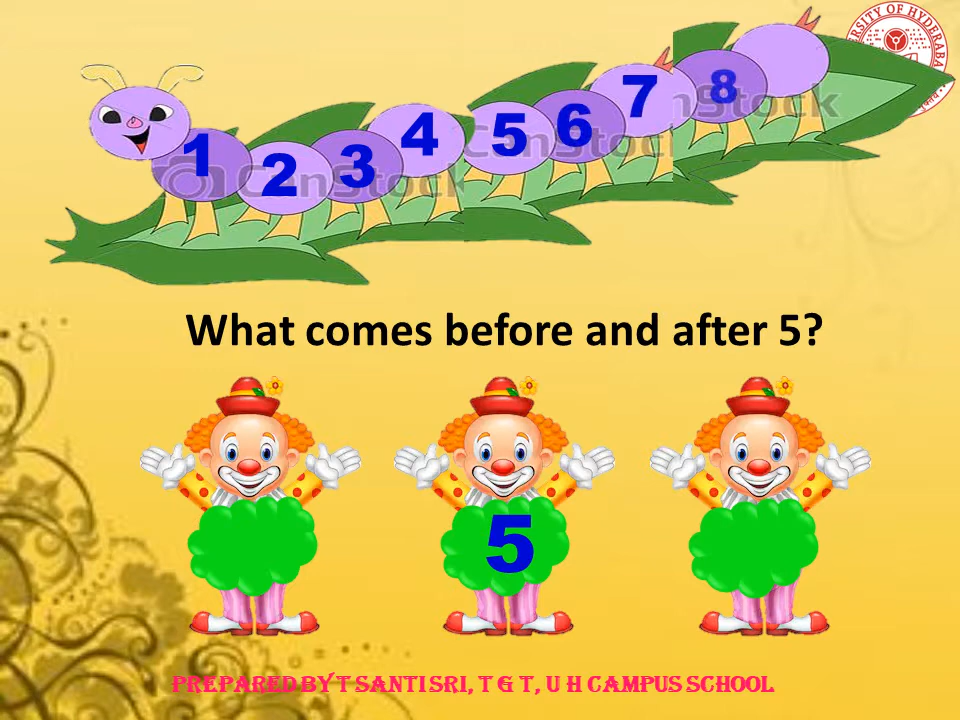 1 2 3 4 5 6 7 8
CanStock
What comes before and after 5?
5
PREPARED BY T SANTI SRI, T G T, U H CAMPUS SCHOOL